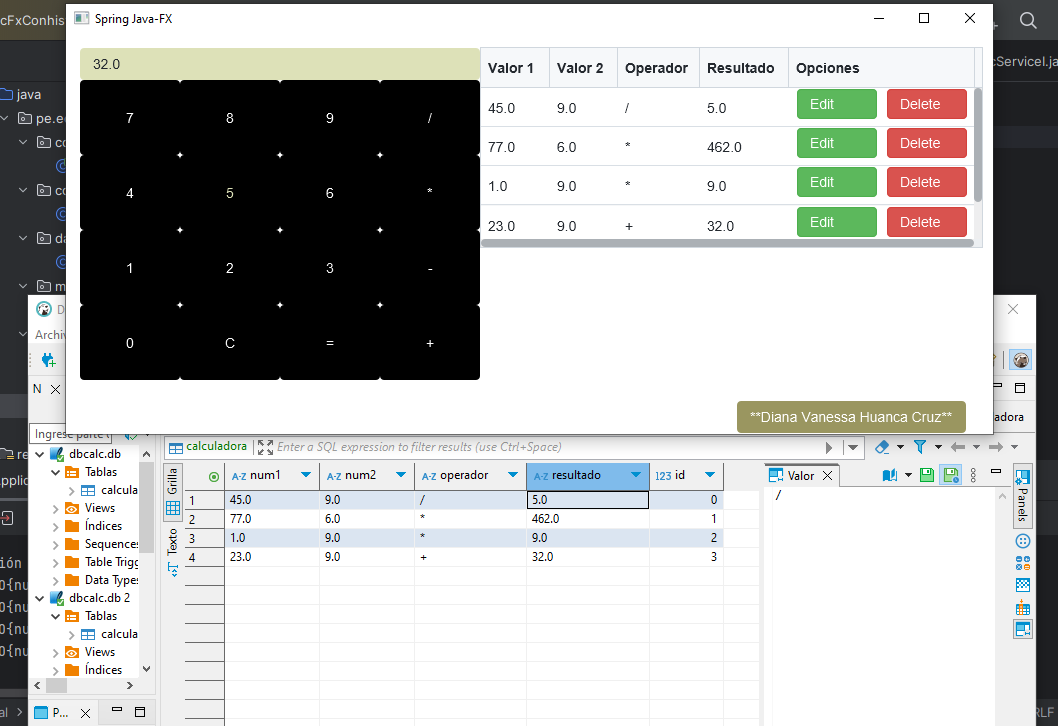 cFxConhis
Spring Java-FX
cServiceI.ja
32.0
7 8 9 /
4 5 6 *
1 2 3 -
0 C = +
Valor 1 Valor 2 Operador Resultado Opciones
45.0 9.0 / 5.0 Edit Delete
77.0 6.0 * 462.0 Edit Delete
1.0 9.0 * 9.0 Edit Delete
23.0 9.0 + 32.0 Edit Delete
**Diana Vanessa Huanca Cruz**
java
pe.e
co
co
da
m
D
Archiv
N
adora
Ingrese parte
re
pplic
ión
0{nu
0{nu
0{nu
0{nu
al
dbcalc.db
Tablas
calcula
Views
Índices
Sequences
Table Trigg
Data Types
dbcalc.db 2
Tablas
calcula
Views
Índices
P...
calculadora
Enter a SQL expression to filter results (use Ctrl+Space)
Grilla
Texto
A-Z num1 A-Z num2 A-Z operador A-Z resultado 123 id
1 45.0 9.0 / 5.0 0
2 77.0 6.0 * 462.0 1
3 1.0 9.0 * 9.0 2
4 23.0 9.0 + 32.0 3
Valor
/
Panels
RLF